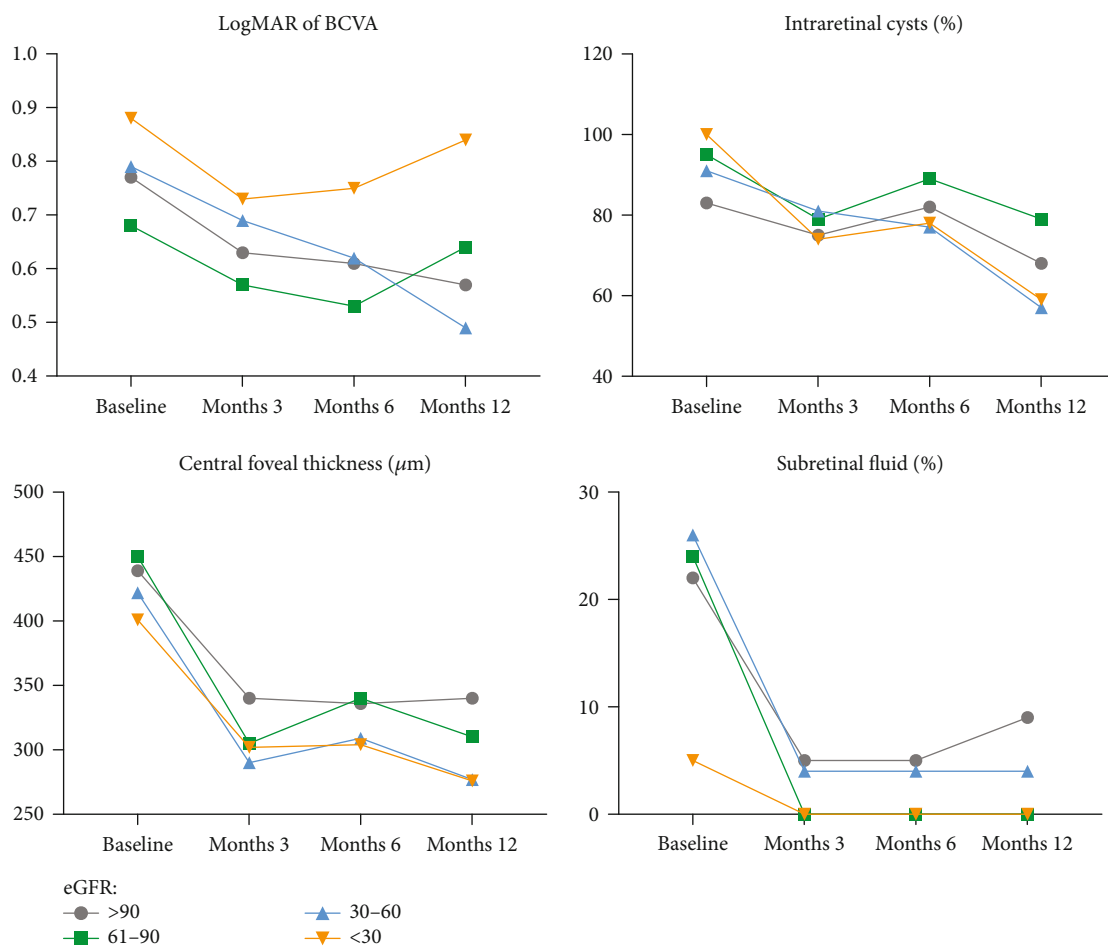 LogMAR of BCVA
1.0
0.9
0.8
0.7
0.6
0.5
0.4
Baseline Months 3 Months 6 Months 12
Intraretinal cysts (%)
120
100
80
60
40
Baseline Months 3 Months 6 Months 12
Central foveal thickness (μm)
500
450
400
350
300
250
Baseline Months 3 Months 6 Months 12
Subretinal fluid (%)
30
20
10
0
Baseline Months 3 Months 6 Months 12
eGFR:
>90
61–90
30–60
<30